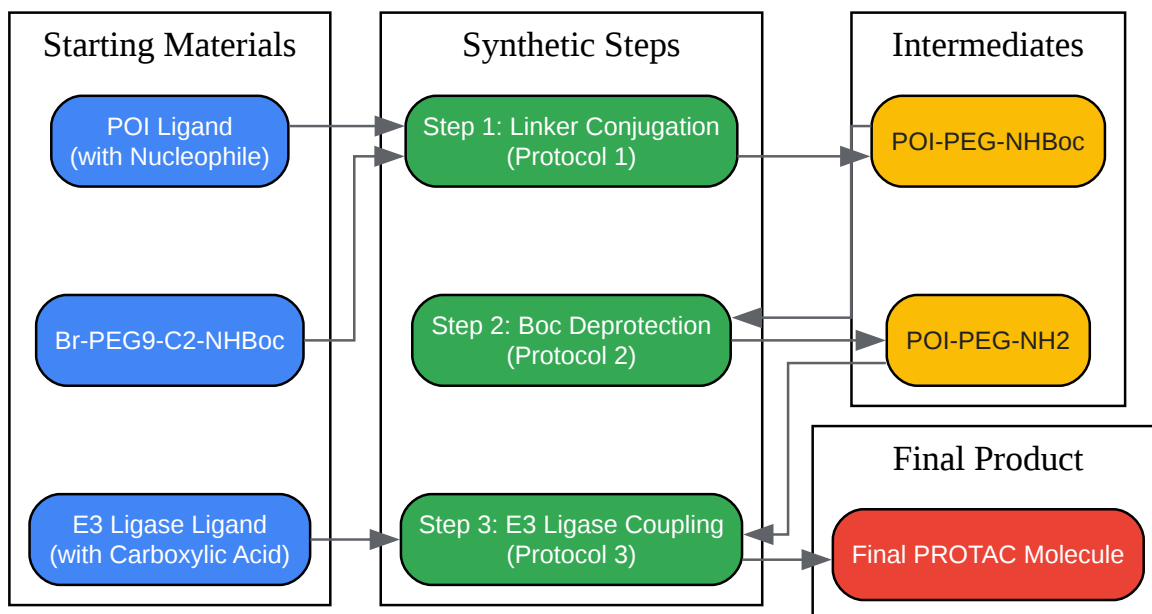 Starting Materials
POI Ligand
(with Nucleophile)
Br-PEG9-C2-NHBoc
E3 Ligase Ligand
(with Carboxylic Acid)
Synthetic Steps
Step 1: Linker Conjugation
(Protocol 1)
Step 2: Boc Deprotection
(Protocol 2)
Step 3: E3 Ligase Coupling
(Protocol 3)
Intermediates
POI-PEG-NHBoc
POI-PEG-NH2
Final Product
Final PROTAC Molecule